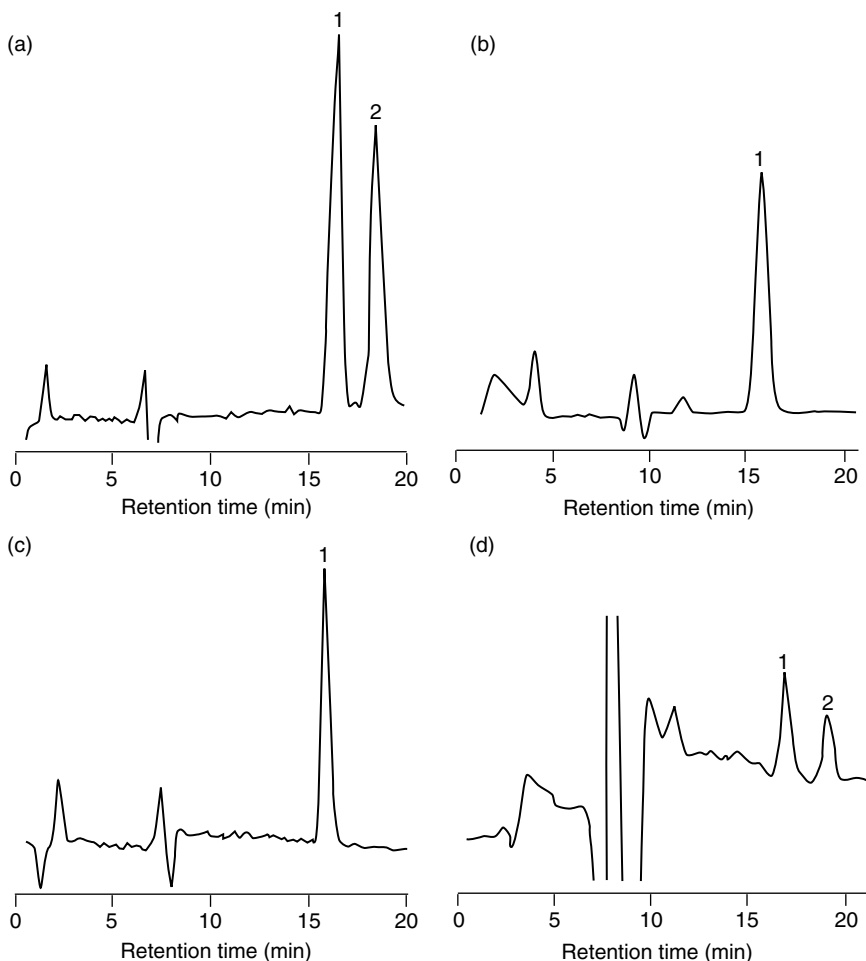 (a)
1
2
0 5 10 15 20
Retention time (min)
(b)
1
0 5 10 15 20
Retention time (min)
(c)
1
0 5 10 15 20
Retention time (min)
(d)
1
2
0 5 10 15 20
Retention time (min)